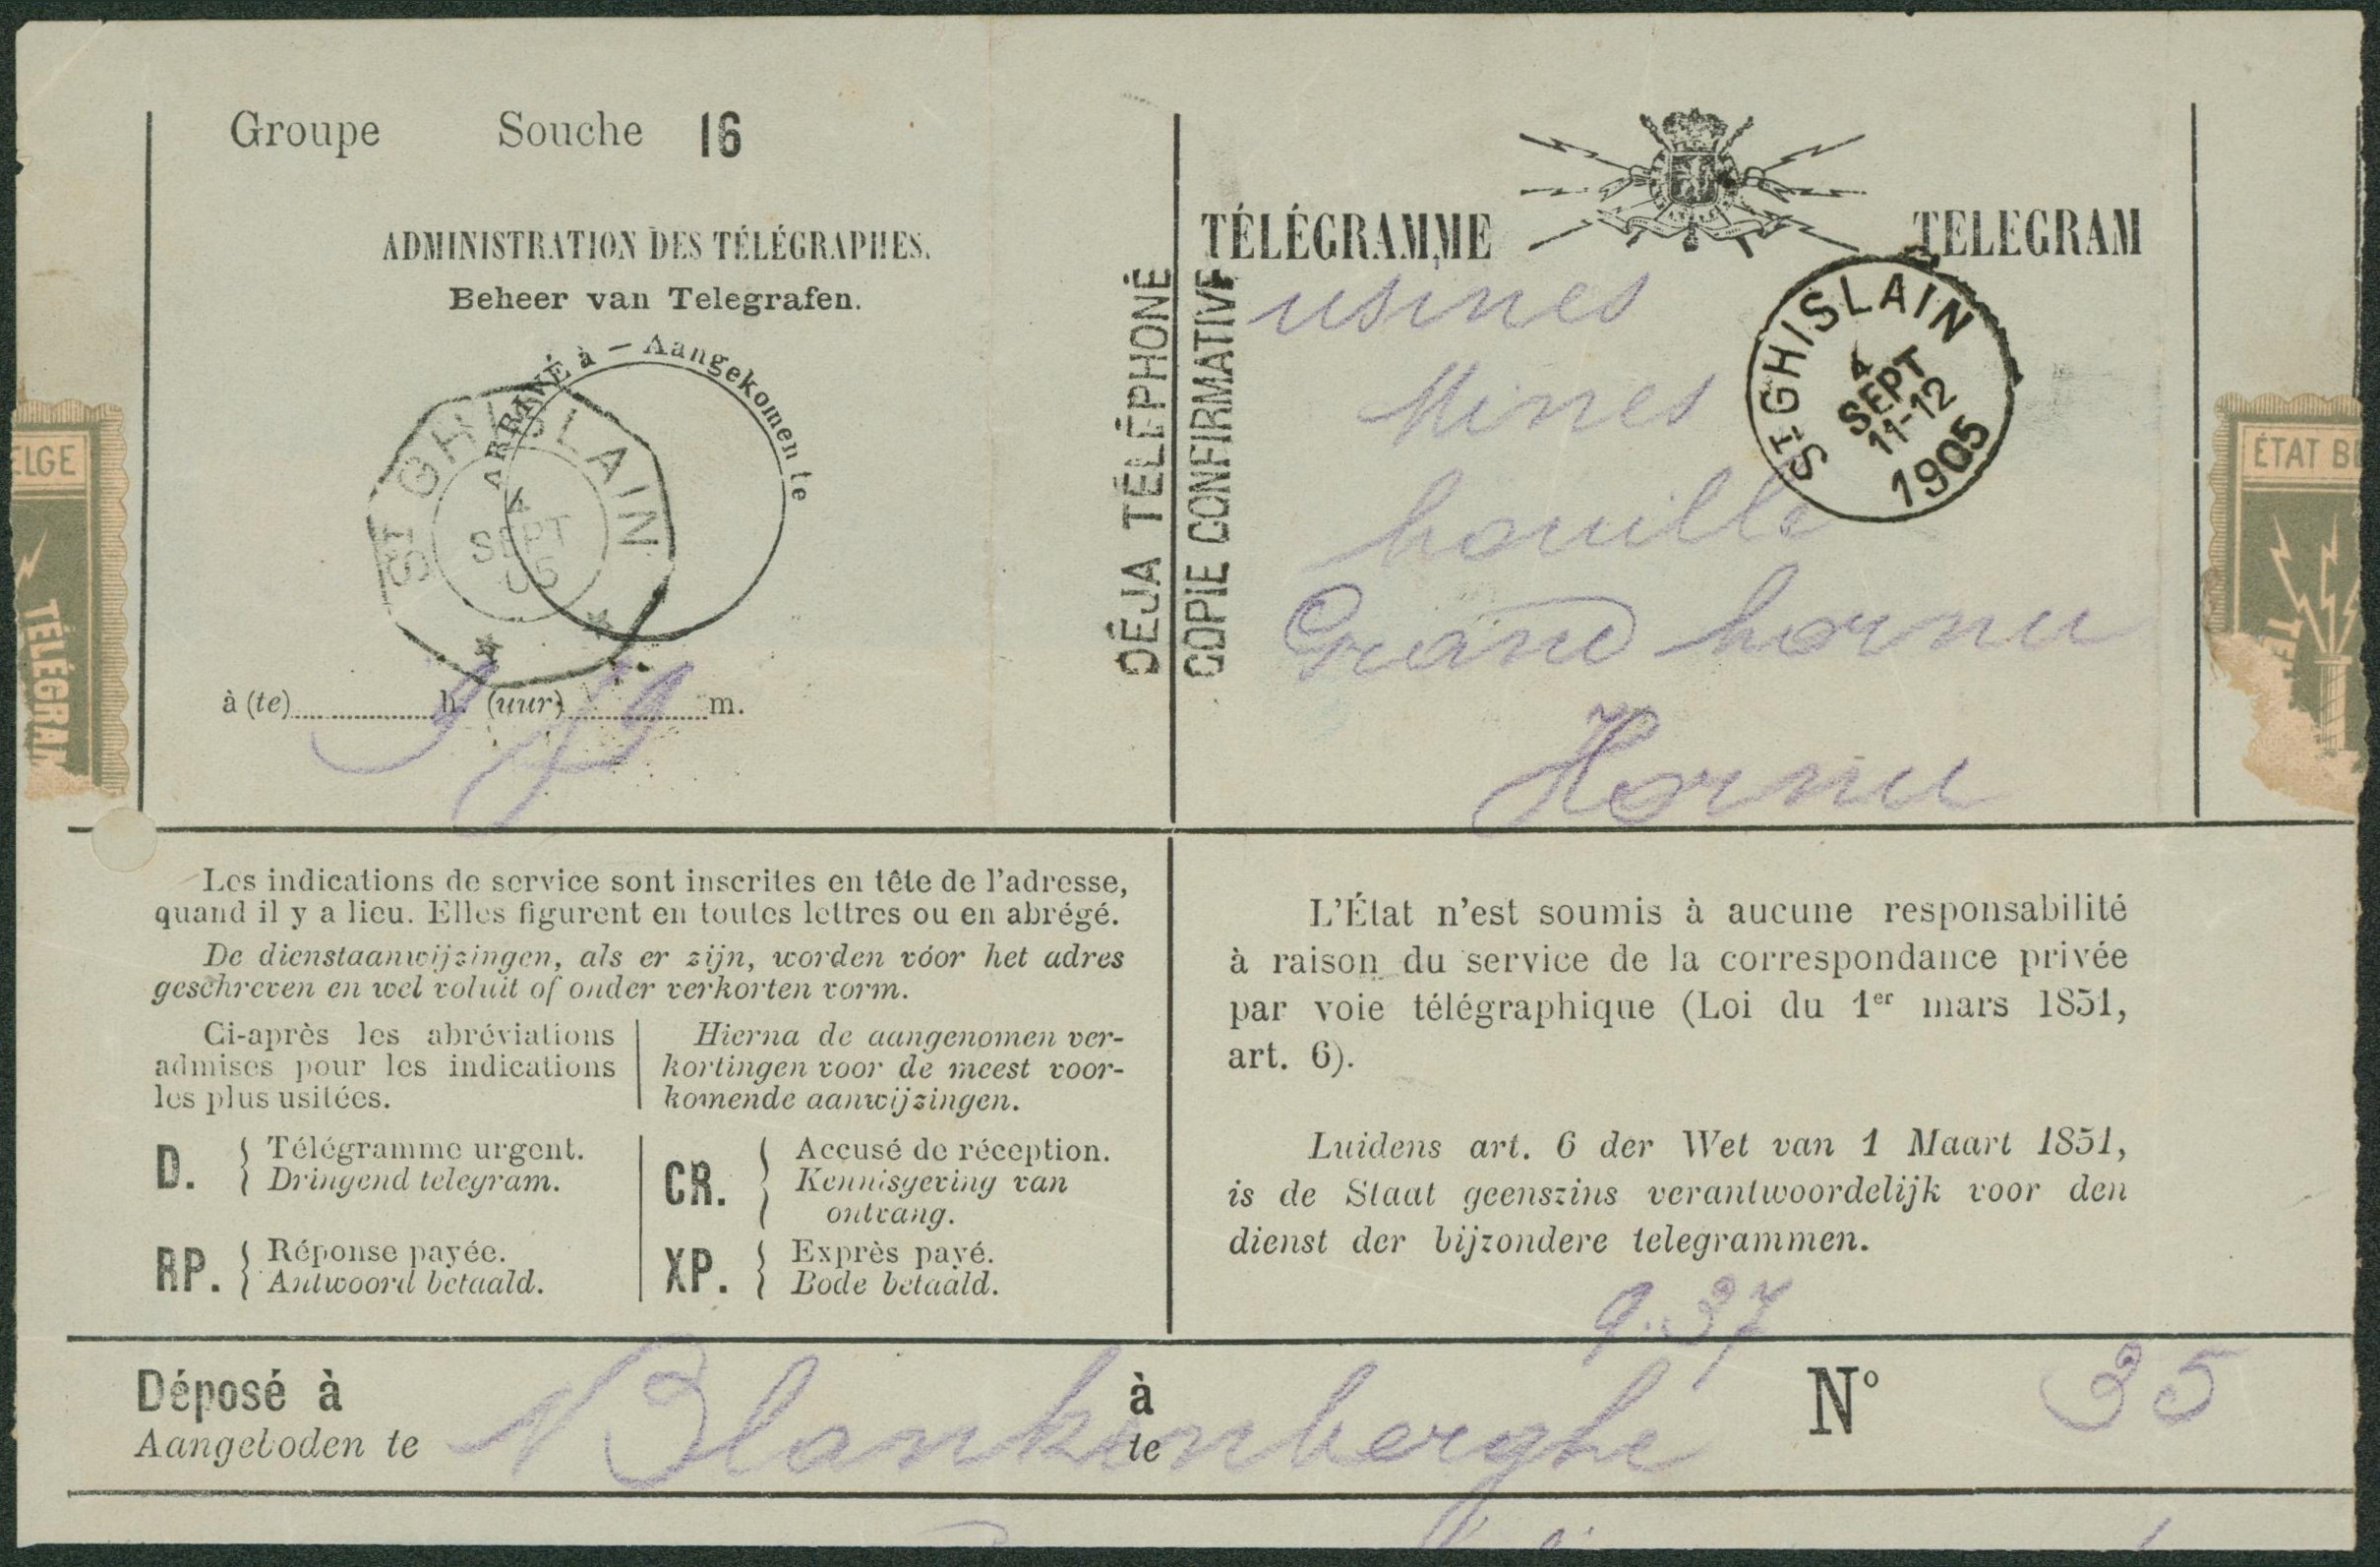 Groupe Souche 16
ADMINISTRATION DES TÉLÉGRAPHES.
Beheer van Telegrafen.
ARRIVÉ à — Aangekomen te
ST GHISLAIN
4
SEPT
05
à (te) h. (uur) m.
DÉJA TÉLÉPHONÉ
COPIE CONFIRMATIVE
TÉLÉGRAMME TELEGRAM
ST GHISLAIN
4
SEPT
11-12
1905
usines
Mines
houille
Grand hornu
Hornu
ELGE
TÉLÉGRAM
ÉTAT BE
TÉL
Les indications de service sont inscrites en tête de l'adresse,
quand il y a lieu. Elles figurent en toutes lettres ou en abrégé.
De dienstaanwijzingen, als er zijn, worden vóor het adres
geschreven en wel voluit of onder verkorten vorm.
Ci-après les abréviations
admises pour les indications
les plus usitées.
Hierna de aangenomen ver-
kortingen voor de meest voor-
komende aanwijzingen.
D. Télégramme urgent.
Dringend telegram.
RP. Réponse payée.
Antwoord betaald.
CR. Accusé de réception.
Kennisgeving van
ontvang.
XP. Exprès payé.
Bode betaald.
L'État n'est soumis à aucune responsabilité
à raison du service de la correspondance privée
par voie télégraphique (Loi du 1er mars 1851,
art. 6).
Luidens art. 6 der Wet van 1 Maart 1851,
is de Staat geenszins verantwoordelijk voor den
dienst der bijzondere telegrammen.
9.37
Déposé à Blankenberghe à N° 35
Aangeboden te te